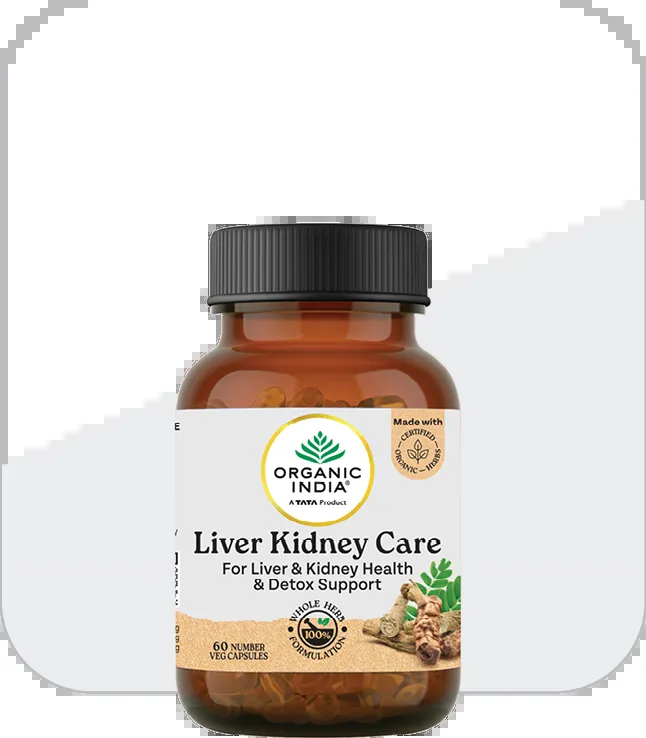 Made with
CERTIFIED
ORGANIC — HERBS
ORGANIC
INDIA®
A TATA Product
Liver Kidney Care
For Liver & Kidney Health
& Detox Support
WHOLE HERB
100%
FORMULATION
60 NUMBER
VEG CAPSULES